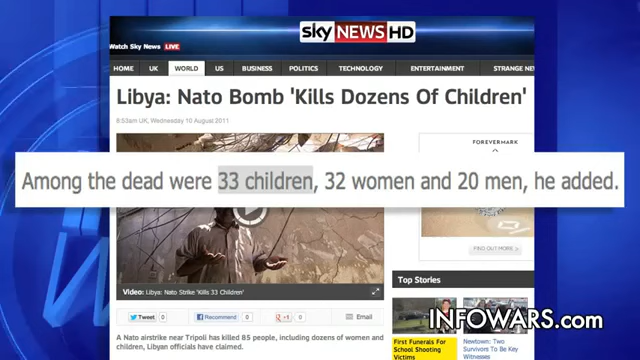 sky NEWS HD
Watch Sky News LIVE
HOME UK WORLD US BUSINESS POLITICS TECHNOLOGY ENTERTAINMENT STRANGE NE
Libya: Nato Bomb 'Kills Dozens Of Children'
8:53am UK, Wednesday 10 August 2011
FOREVERMARK
Among the dead were 33 children, 32 women and 20 men, he added.
FIND OUT MORE >
Video: Libya: Nato Strike 'Kills 33 Children'
Top Stories
Tweet 0 Recommend 0 +1 0 Email
A Nato airstrike near Tripoli has killed 85 people, including dozens of women and
children, Libyan officials have claimed.
First Funerals For
School Shooting
Victims
Newtown: Two
Survivors To Be Key
Witnesses
INFOWARS.com